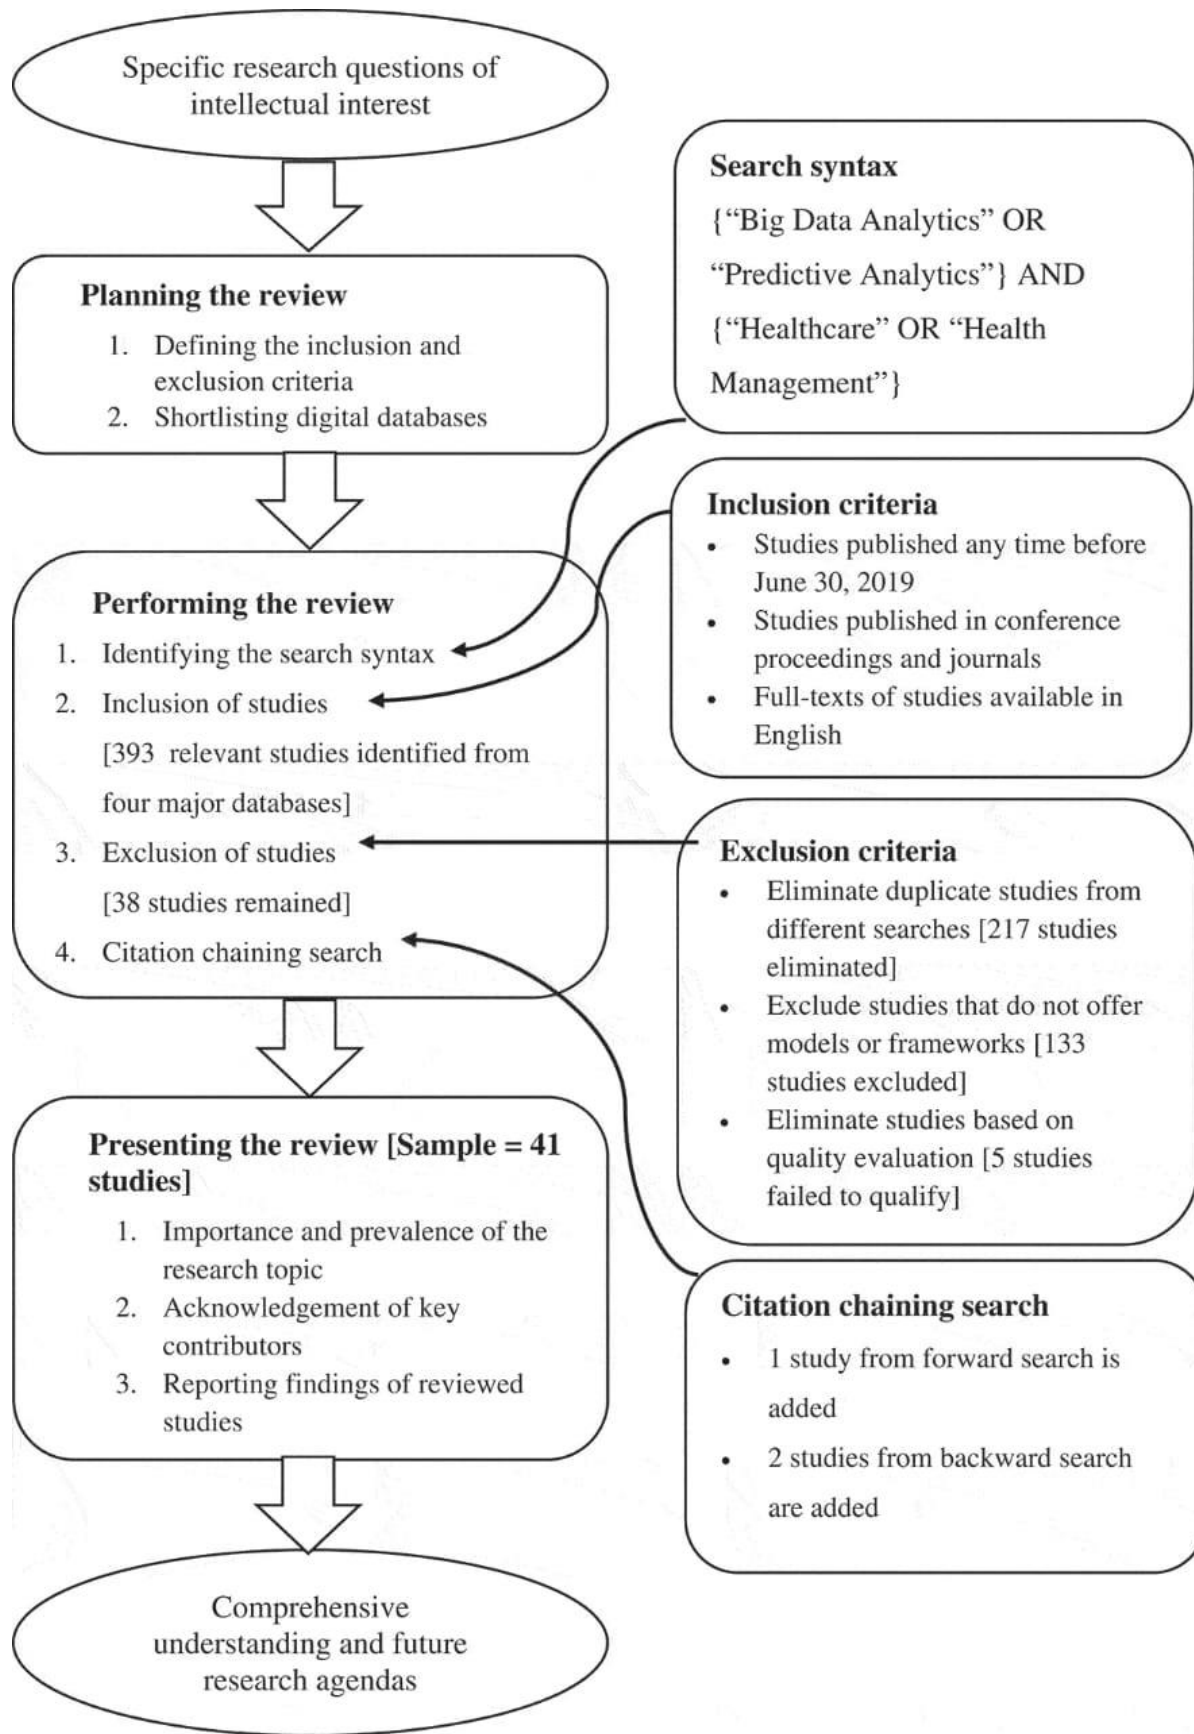 Specific research questions of
intellectual interest
Planning the review
1. Defining the inclusion and
exclusion criteria
2. Shortlisting digital databases
Performing the review
1. Identifying the search syntax
2. Inclusion of studies
[393 relevant studies identified from
four major databases]
3. Exclusion of studies
[38 studies remained]
4. Citation chaining search
Presenting the review [Sample = 41
studies]
1. Importance and prevalence of the
research topic
2. Acknowledgement of key
contributors
3. Reporting findings of reviewed
studies
Comprehensive
understanding and future
research agendas
Search syntax
{“Big Data Analytics” OR
“Predictive Analytics”} AND
{“Healthcare” OR “Health
Management”}
Inclusion criteria
• Studies published any time before
June 30, 2019
• Studies published in conference
proceedings and journals
• Full-texts of studies available in
English
Exclusion criteria
• Eliminate duplicate studies from
different searches [217 studies
eliminated]
• Exclude studies that do not offer
models or frameworks [133
studies excluded]
• Eliminate studies based on
quality evaluation [5 studies
failed to qualify]
Citation chaining search
• 1 study from forward search is
added
• 2 studies from backward search
are added